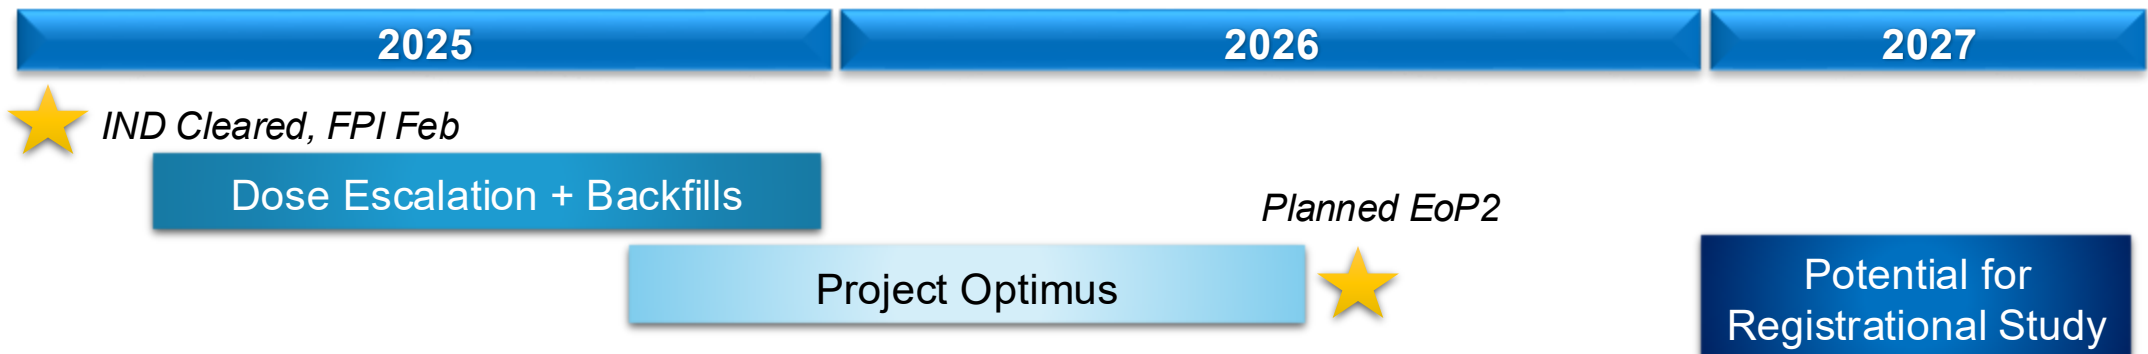 2025
2026
2027
IND Cleared, FPI Feb
Dose Escalation + Backfills
Planned EoP2
Project Optimus
Potential for
Registrational Study